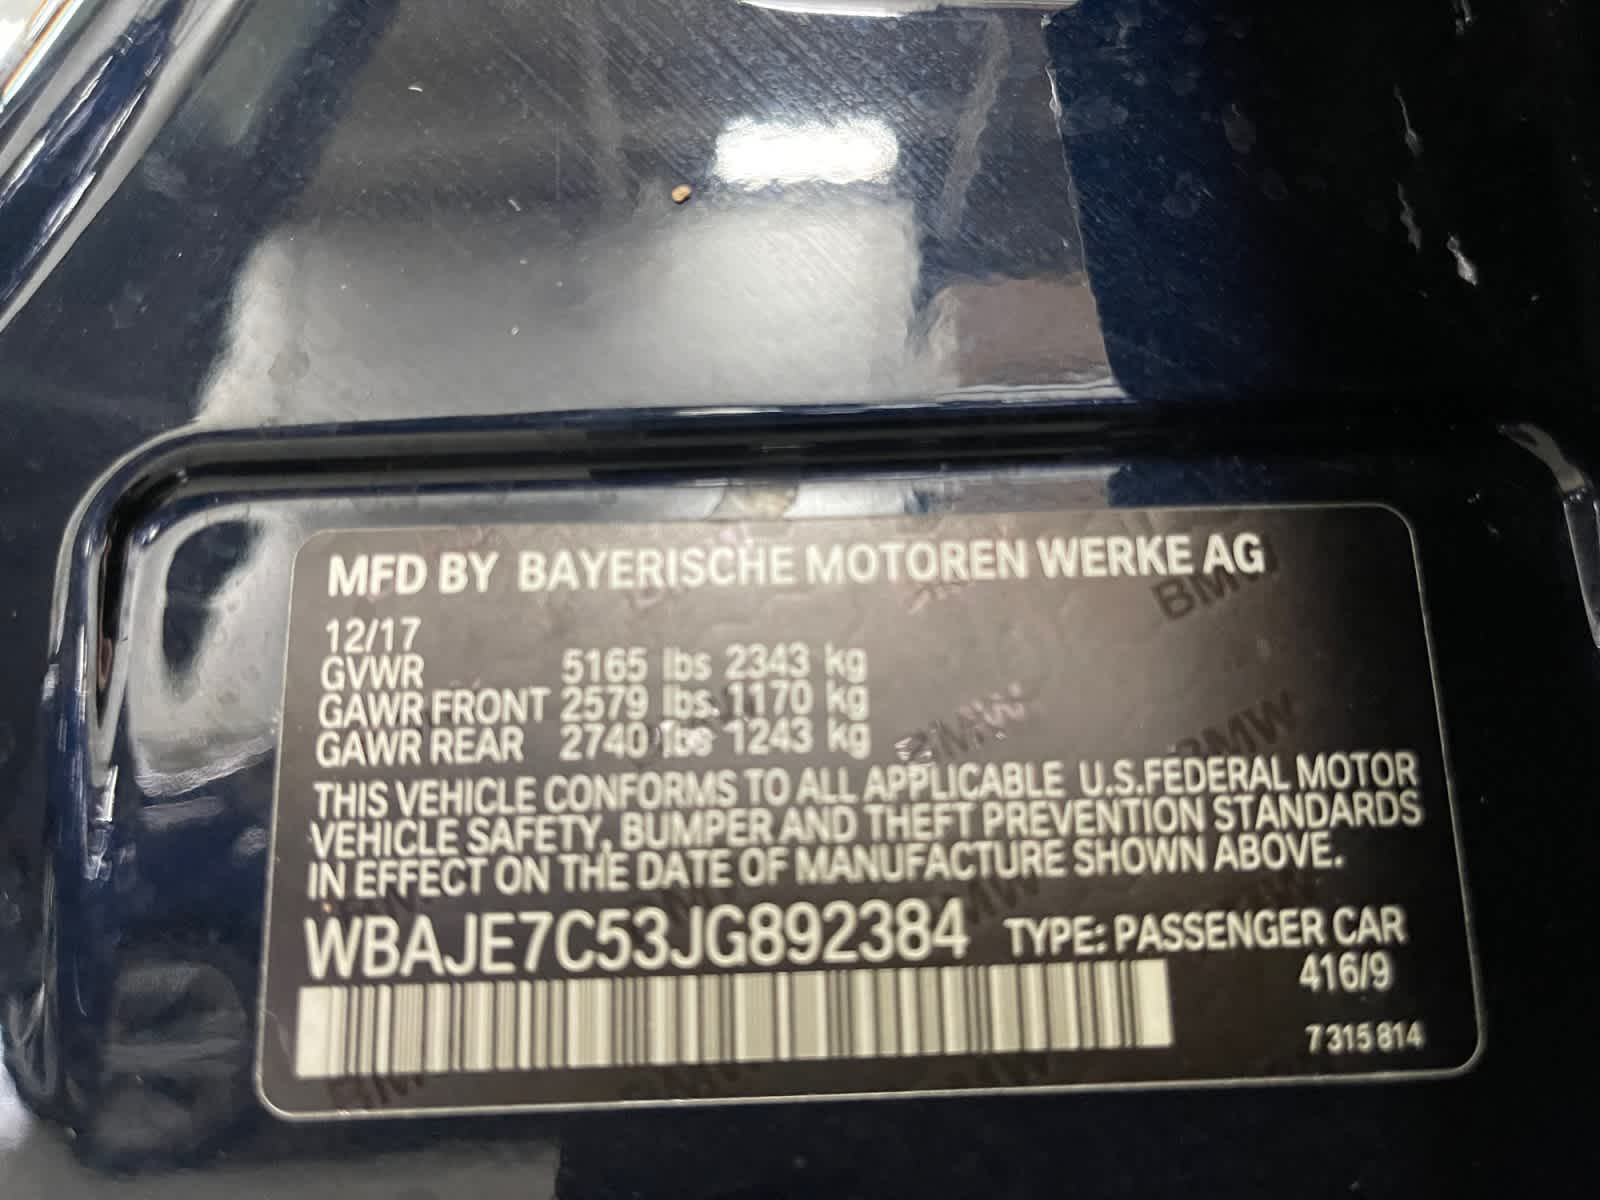 MFD BY BAYERISCHE MOTOREN WERKE AG
12/17
GVWR 5165 lbs 2343 kg
GAWR FRONT 2579 lbs 1170 kg
GAWR REAR 2740 lbs 1243 kg
THIS VEHICLE CONFORMS TO ALL APPLICABLE U.S.FEDERAL MOTOR
VEHICLE SAFETY, BUMPER AND THEFT PREVENTION STANDARDS
IN EFFECT ON THE DATE OF MANUFACTURE SHOWN ABOVE.
WBAJE7C53JG892384 TYPE: PASSENGER CAR
416/9
7 315 814
BMW
BMW
BMW